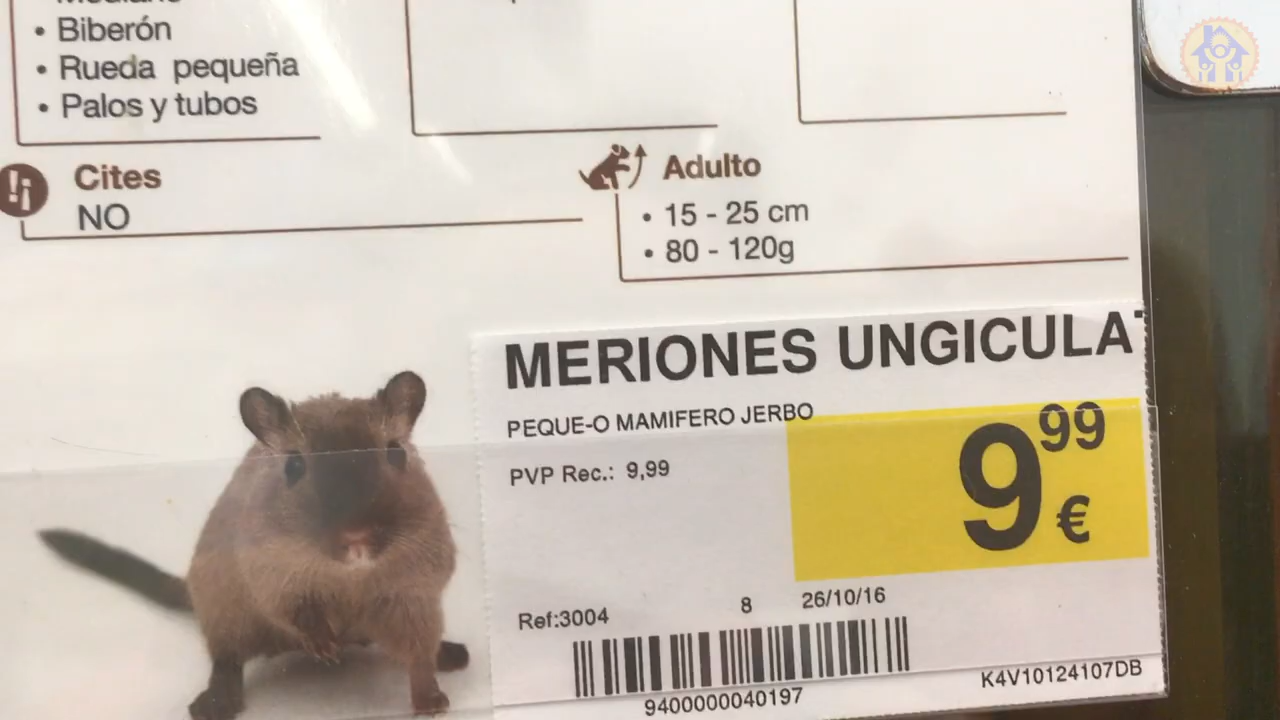 • Biberón
• Rueda pequeña
• Palos y tubos
Cites
NO
Adulto
• 15 - 25 cm
• 80 - 120g
MERIONES UNGICULA
PEQUE-O MAMIFERO JERBO
PVP Rec.: 9,99
9 99 €
Ref:3004 8 26/10/16
9400000040197
K4V10124107DB